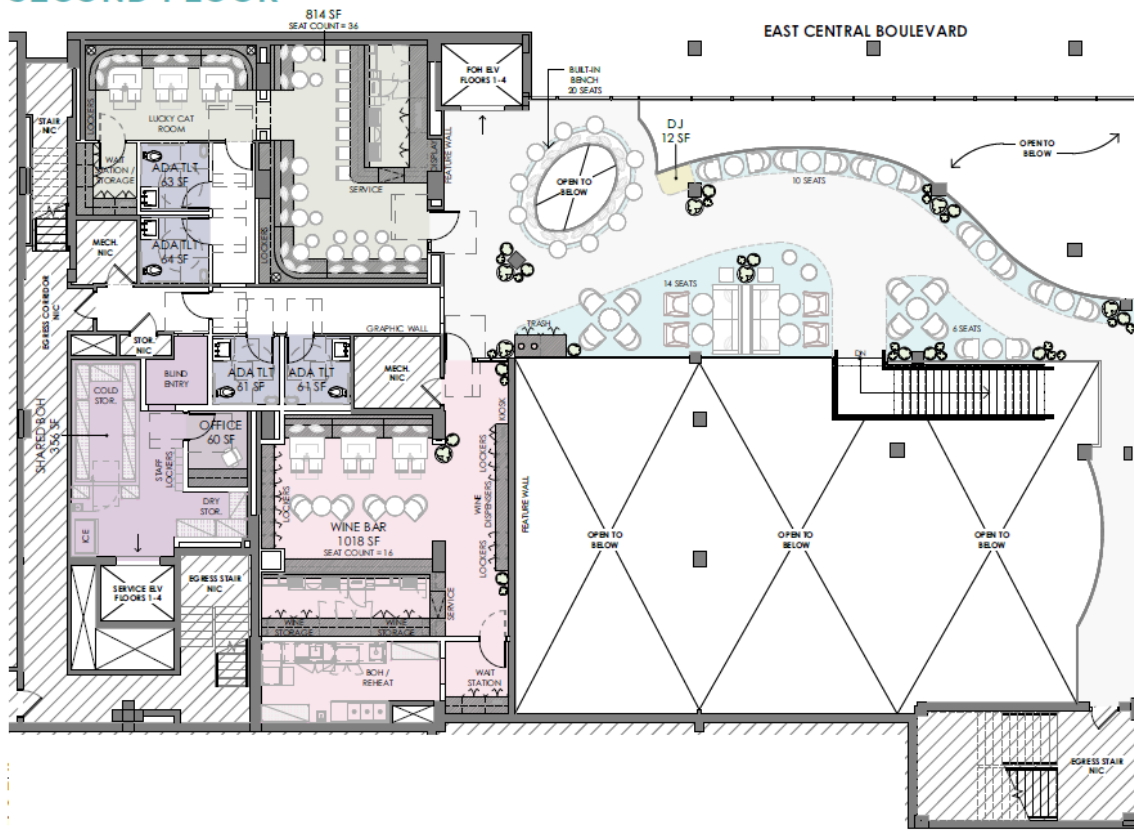 SECOND FLOOR
814 SF
SEAT COUNT = 36
EAST CENTRAL BOULEVARD
FOH ELV
FLOORS 1-4
BUILT-IN
BENCH
20 SEATS
DJ
12 SF
OPEN TO
BELOW
STAIR
NIC
LOCKERS
LUCKY CAT
ROOM
WAIT
STATION /
STORAGE
ADA TLT
63 SF
DISPLAY
FEATURE WALL
SERVICE
OPEN TO
BELOW
10 SEATS
MECH.
NIC
ADA TLT
64 SF
LOCKERS
EGRESS CORRIDOR
NIC
14 SEATS
STOR.
NIC
GRAPHIC WALL
TRASH
6 SEATS
DN
BLIND
ENTRY
ADA TLT
61 SF
ADA TLT
61 SF
MECH.
NIC
COLD
STOR.
OFFICE
60 SF
SHARED BOH
356 SF
STAFF
LOCKERS
DRY
STOR.
ICE
KIOSK
LOCKERS
LOCKERS
WINE
DISPENSERS
LOCKERS
FEATURE WALL
WINE BAR
1018 SF
SEAT COUNT = 16
OPEN TO
BELOW
OPEN TO
BELOW
OPEN TO
BELOW
SERVICE ELV
FLOORS 1-4
EGRESS STAIR
NIC
SERVICE
WINE
STORAGE
WINE
STORAGE
BOH /
REHEAT
WAIT
STATION
EGRESS STAIR
NIC